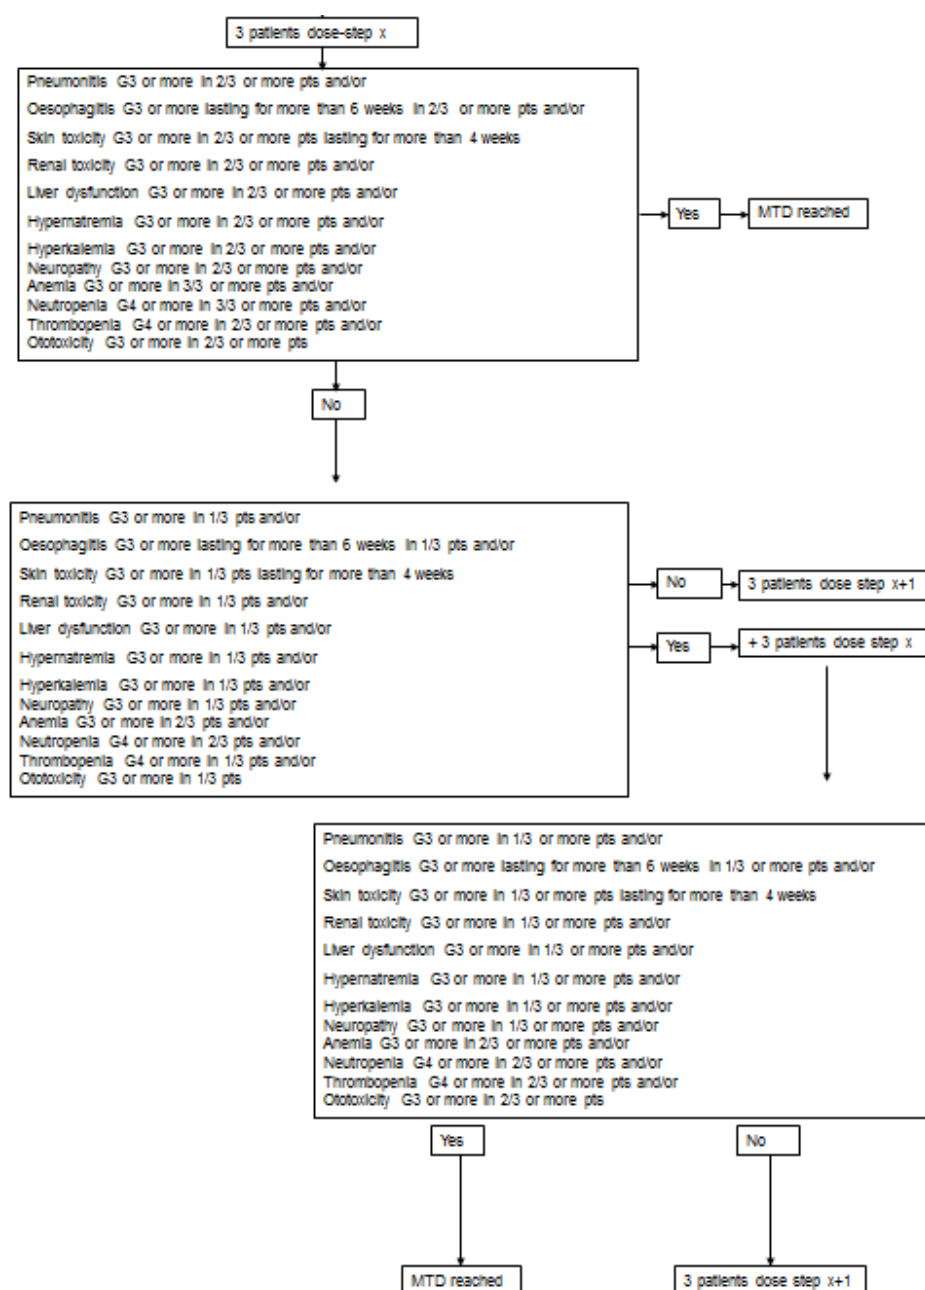 3 patients dose-step x
Pneumonitis G3 or more in 2/3 or more pts and/or
Oesophagitis G3 or more lasting for more than 6 weeks in 2/3 or more pts and/or
Skin toxicity G3 or more in 2/3 or more pts lasting for more than 4 weeks
Renal toxicity G3 or more in 2/3 or more pts and/or
Liver dysfunction G3 or more in 2/3 or more pts and/or
Hypernatremia G3 or more in 2/3 or more pts and/or
Hyperkalemia G3 or more in 2/3 or more pts and/or
Neuropathy G3 or more in 2/3 or more pts and/or
Anemia G3 or more in 3/3 or more pts and/or
Neutropenia G4 or more in 3/3 or more pts and/or
Thrombopenia G4 or more in 2/3 or more pts and/or
Ototoxicity G3 or more in 2/3 or more pts
Yes
MTD reached
No
Pneumonitis G3 or more in 1/3 pts and/or
Oesophagitis G3 or more lasting for more than 6 weeks in 1/3 pts and/or
Skin toxicity G3 or more in 1/3 pts lasting for more than 4 weeks
Renal toxicity G3 or more in 1/3 pts and/or
Liver dysfunction G3 or more in 1/3 pts and/or
Hypernatremia G3 or more in 1/3 pts and/or
Hyperkalemia G3 or more in 1/3 pts and/or
Neuropathy G3 or more in 1/3 pts and/or
Anemia G3 or more in 2/3 pts and/or
Neutropenia G4 or more in 2/3 pts and/or
Thrombopenia G4 or more in 1/3 pts and/or
Ototoxicity G3 or more in 1/3 pts
No
3 patients dose step x+1
Yes
+ 3 patients dose step x
Pneumonitis G3 or more in 1/3 or more pts and/or
Oesophagitis G3 or more lasting for more than 6 weeks in 1/3 or more pts and/or
Skin toxicity G3 or more in 1/3 or more pts lasting for more than 4 weeks
Renal toxicity G3 or more in 1/3 or more pts and/or
Liver dysfunction G3 or more in 1/3 or more pts and/or
Hypernatremia G3 or more in 1/3 or more pts and/or
Hyperkalemia G3 or more in 1/3 or more pts and/or
Neuropathy G3 or more in 1/3 or more pts and/or
Anemia G3 or more in 2/3 or more pts and/or
Neutropenia G4 or more in 2/3 or more pts and/or
Thrombopenia G4 or more in 2/3 or more pts and/or
Ototoxicity G3 or more in 2/3 or more pts
Yes
No
MTD reached
3 patients dose step x+1